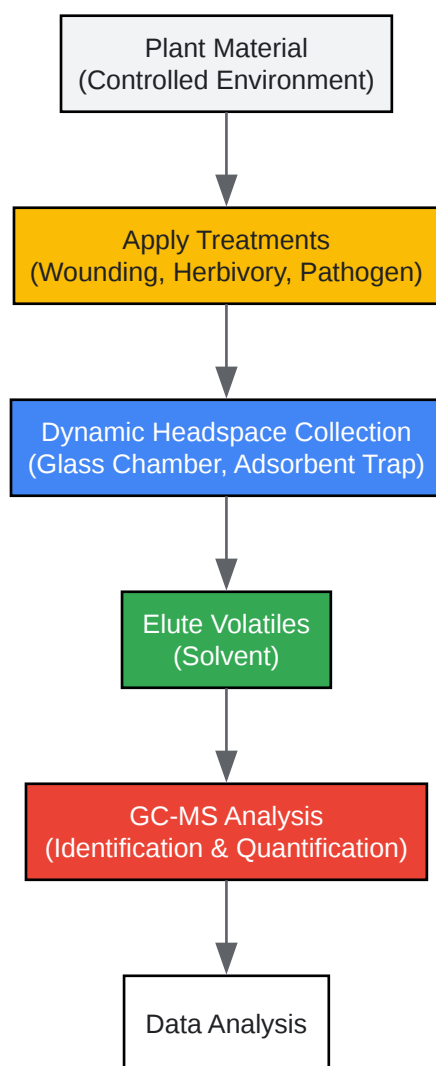 Plant Material
(Controlled Environment)
Apply Treatments
(Wounding, Herbivory, Pathogen)
Dynamic Headspace Collection
(Glass Chamber, Adsorbent Trap)
Elute Volatiles
(Solvent)
GC-MS Analysis
(Identification & Quantification)
Data Analysis